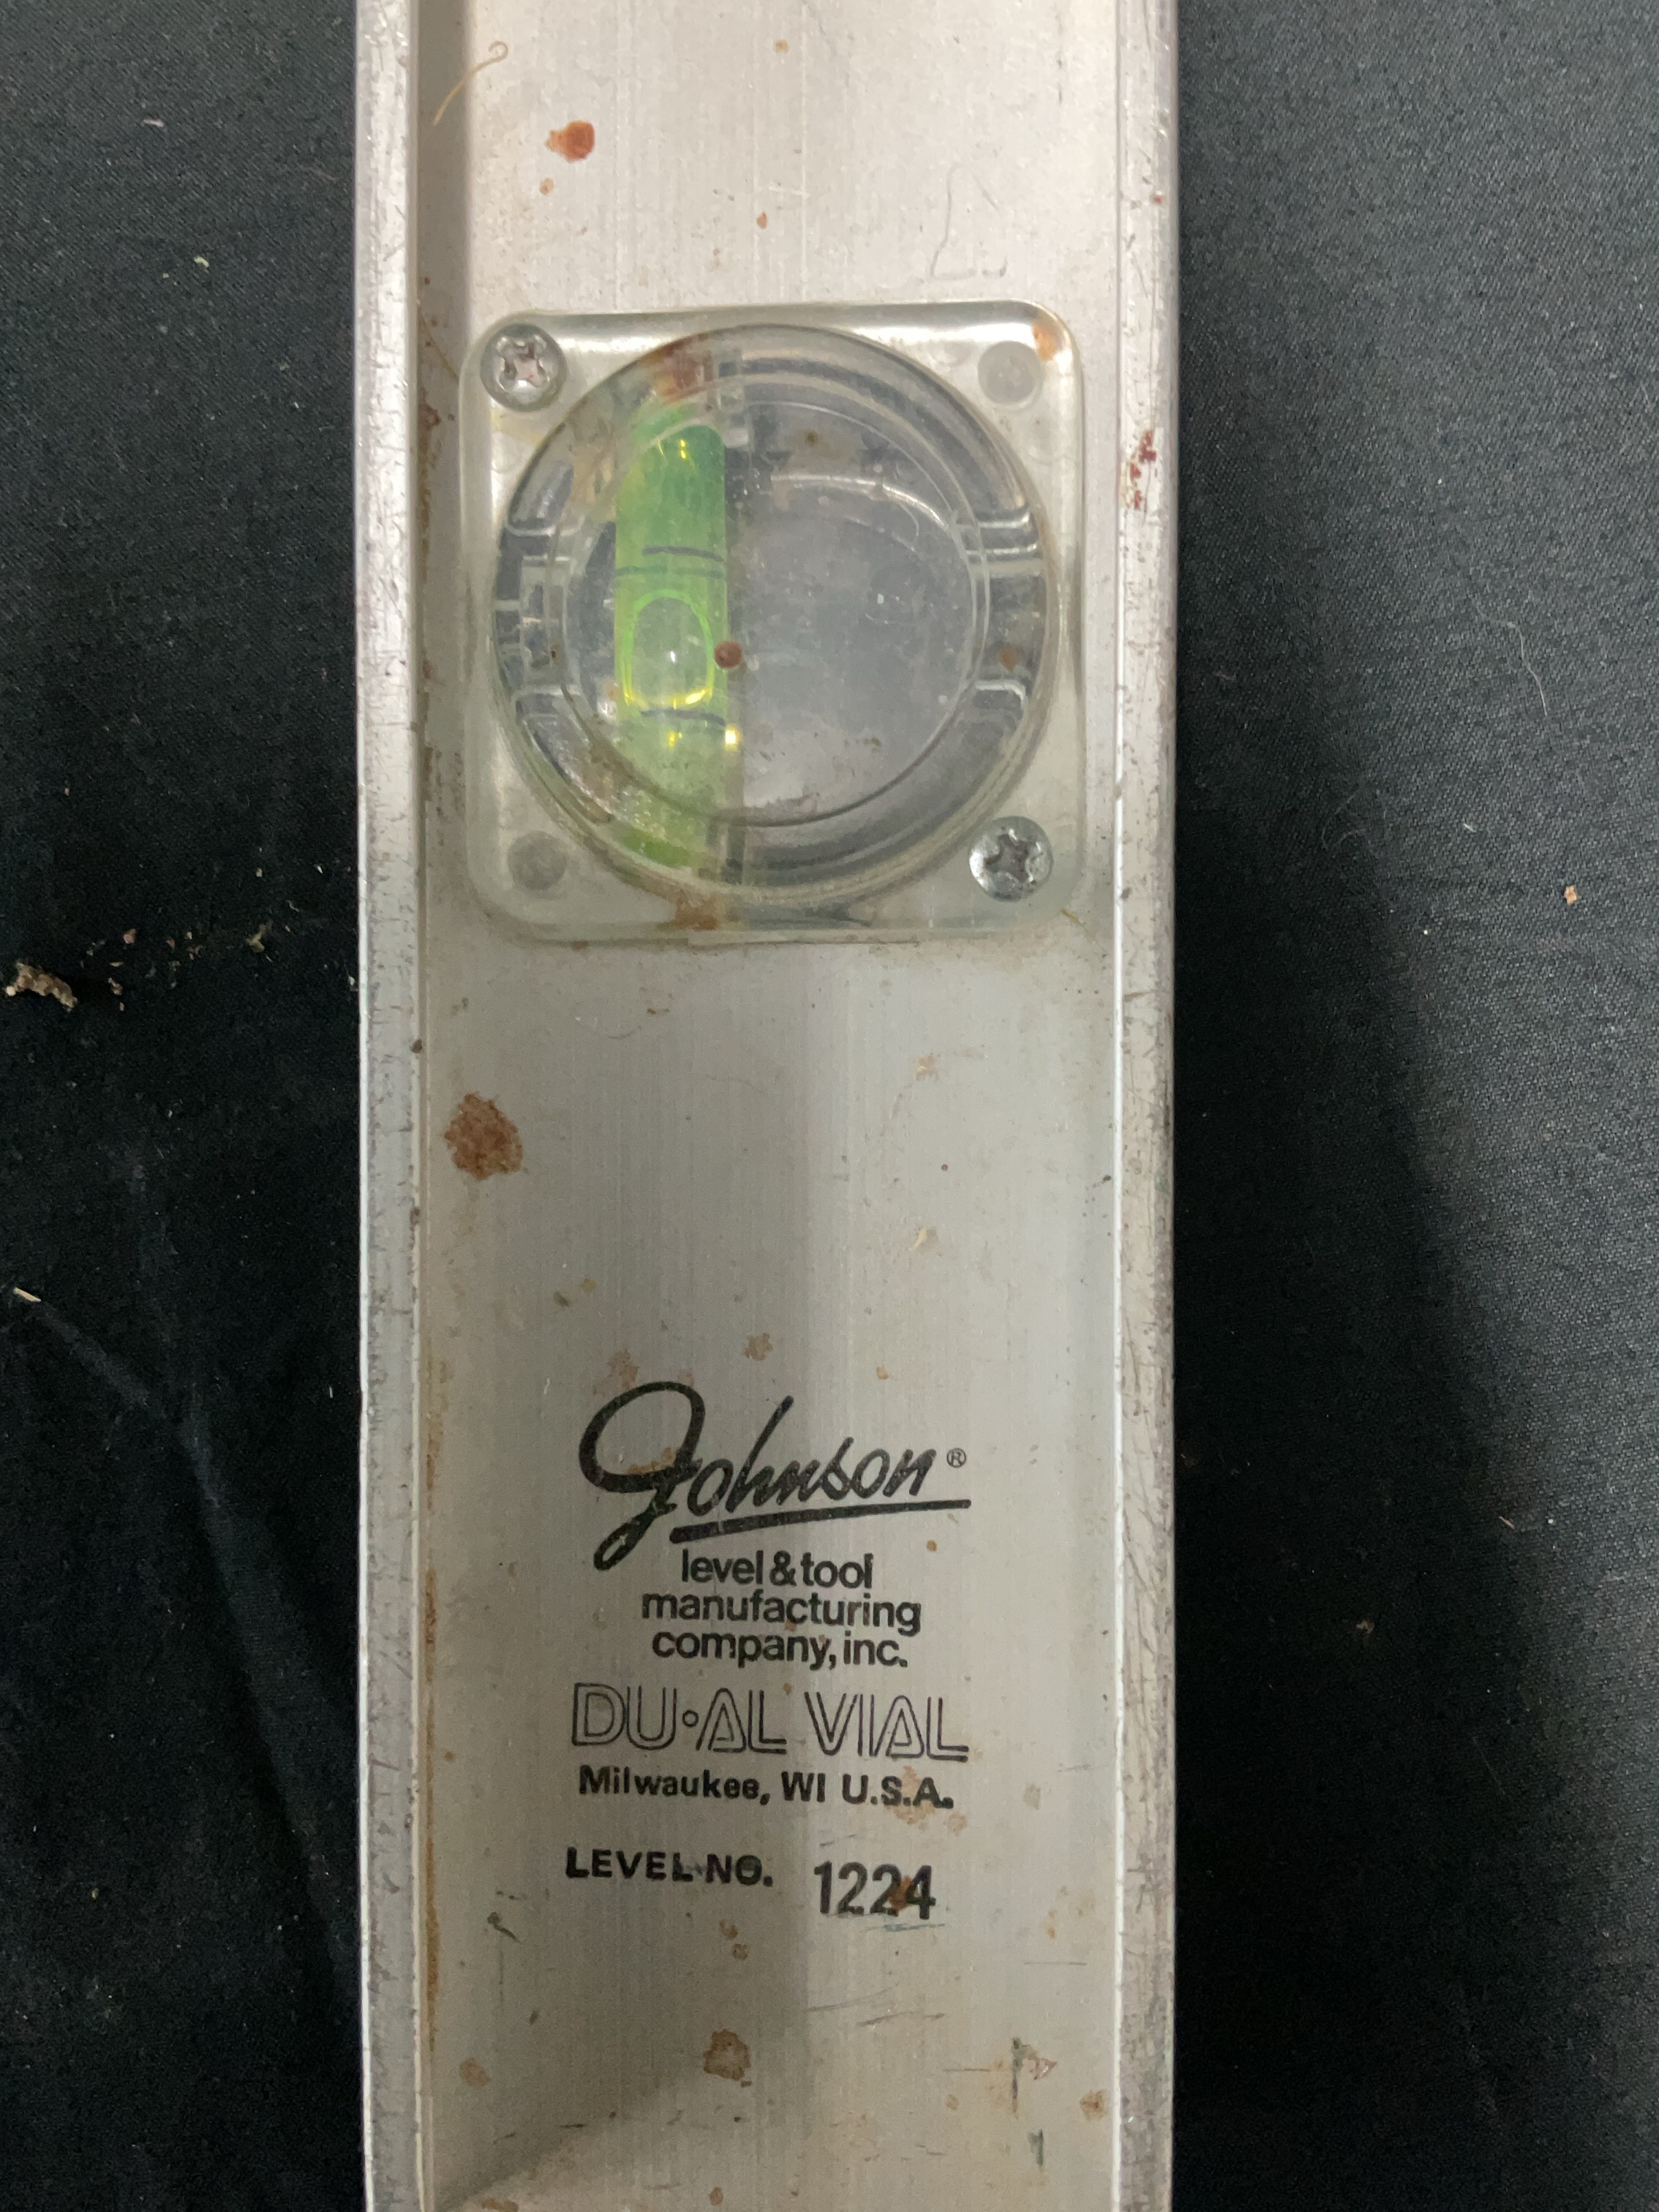 Johnson®
level & tool
manufacturing
company, inc.
DU•AL VIAL
Milwaukee, WI U.S.A.
LEVEL NO. 1224